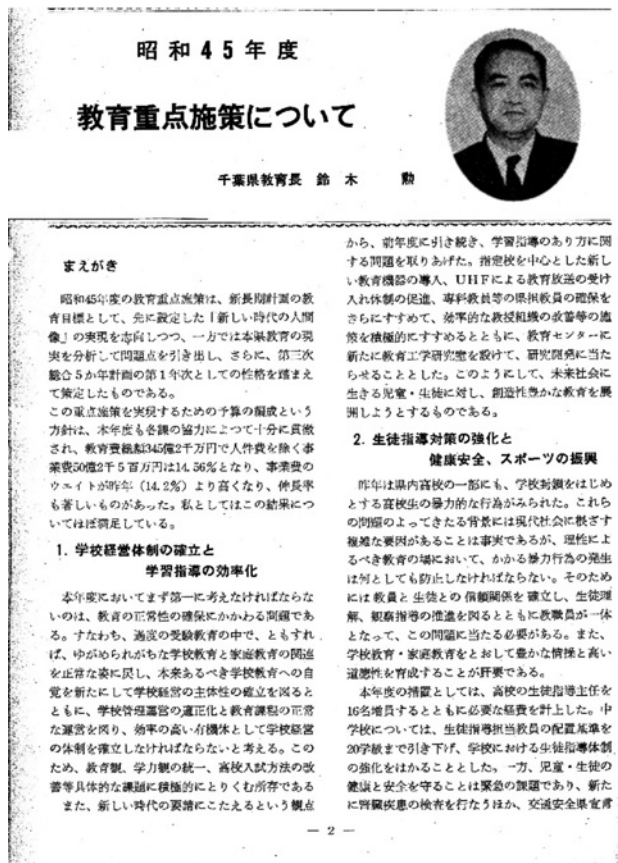 昭和45年度
教育重点施策について
千葉県教育長 鈴木 勲
まえがき
昭和45年度の教育重点施策は、新長期計画の教
育目標として、先に設定した「新しい時代の人間
像」の実現を志向しつつ、一方では本県教育の現
実を分析して問題点を引き出し、さらに、第三次
総合5か年計画の第1年次としての性格を踏まえ
て策定したものである。
この重点施策を実現するための予算の編成という
方針は、本年度も各課の協力によつて十分に貫徹
され、教育費総額345億2千万円で人件費を除く事
業費50億2千5百万円は14.56%となり、事業費の
ウエイトが昨年(14.2%)より高くなり、伸長率
も著しいものがあった。私としてはこの結果につ
いてほぼ満足している。
1. 学校経営体制の確立と
学習指導の効率化
本年度においてまず第一に考えなければならな
いのは、教育の正常性の確保にかかわる問題であ
る。すなわち、過度の受験教育の中で、ともすれ
ば、ゆがめられがちな学校教育と家庭教育の関連
を正常な姿に戻し、本来あるべき学校教育への自
覚を新たにして学校経営の主体性の確立を図ると
ともに、学校管理運営の適正化と教育課程の正常
な運営を図り、効率の高い有機体として学校経営
の体制を確立しなければならないと考える。この
ため、教育観、学力観の統一、高校入試方法の改
善等具体的な課題に積極的にとりくむ所存である
また、新しい時代の要請にこたえるという観点
から、前年度に引き続き、学習指導のあり方に関
する問題を取りあげた。指定校を中心とした新し
い教育機器の導入、UHFによる教育放送の受け
入れ体制の促進、専科教員等の県担教員の確保を
さらにすすめて、効率的な教授組織の改善等の施
策を積極的にすすめるとともに、教育センターに
新たに教育工学研究室を設けて、研究開発に当た
らせることとした。このようにして、未来社会に
生きる児童・生徒に対し、創造性豊かな教育を展
開しようとするものである。
2. 生徒指導対策の強化と
健康安全、スポーツの振興
昨年は県内高校の一部にも、学校封鎖をはじめ
とする高校生の暴力的な行為がみられた。これら
の問題のよってきたる背景には現代社会に根ざす
複雑な要因があることは事実であるが、理性によ
るべき教育の場において、かかる暴力行為の発生
は何としても防止しなければならない。そのため
には教員と生徒との信頼関係を確立し、生徒理
解、観察指導の推進を図るとともに教職員が一体
となって、この問題に当たる必要がある。また、
学校教育・家庭教育をとおして豊かな情操と高い
道徳性を育成することが肝要である。
本年度の措置としては、高校の生徒指導主任を
16名増員するとともに必要な経費を計上した。中
学校については、生徒指導担当教員の配置基準を
20学級まで引き下げ、学校における生徒指導体制
の強化をはかることとした。一方、児童・生徒の
健康と安全を守ることは緊急の課題であり、新た
に腎臓疾患の検査を行なうほか、交通安全県宣言
— 2 —